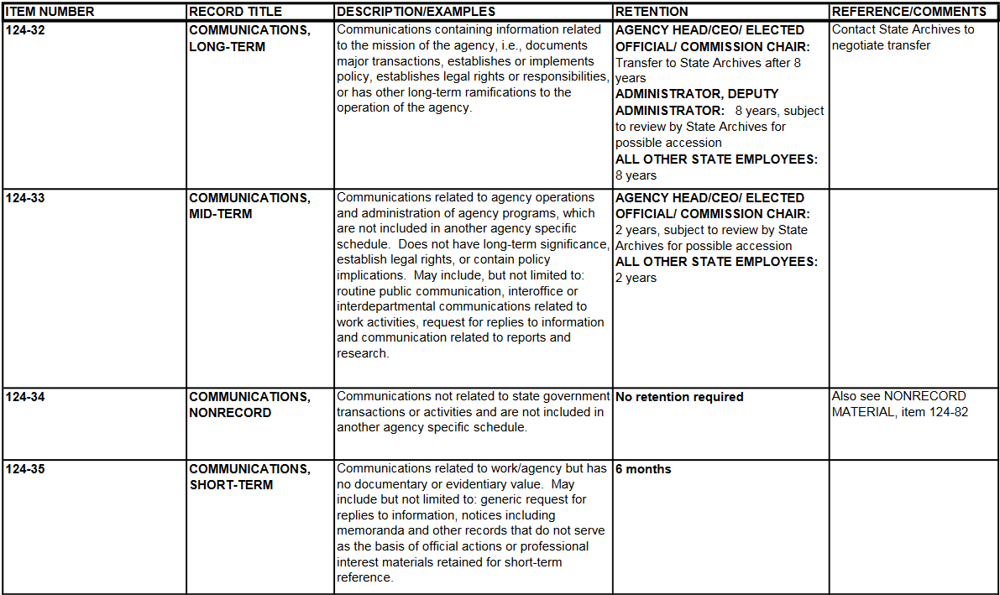 ITEM NUMBER RECORD TITLE DESCRIPTION/EXAMPLES RETENTION REFERENCE/COMMENTS
124-32
COMMUNICATIONS,
LONG-TERM
Communications containing information related
to the mission of the agency, i.e., documents
major transactions, establishes or implements
policy, establishes legal rights or responsibilities,
or has other long-term ramifications to the
operation of the agency.
AGENCY HEAD/CEO/ ELECTED
OFFICIAL/ COMMISSION CHAIR:
Transfer to State Archives after 8
years
ADMINISTRATOR, DEPUTY
ADMINISTRATOR: 8 years, subject
to review by State Archives for
possible accession
ALL OTHER STATE EMPLOYEES:
8 years
Contact State Archives to
negotiate transfer
124-33
COMMUNICATIONS,
MID-TERM
Communications related to agency operations
and administration of agency programs, which
are not included in another agency specific
schedule. Does not have long-term significance,
establish legal rights, or contain policy
implications. May include, but not limited to:
routine public communication, interoffice or
interdepartmental communications related to
work activities, request for replies to information
and communication related to reports and
research.
AGENCY HEAD/CEO/ ELECTED
OFFICIAL/ COMMISSION CHAIR:
2 years, subject to review by State
Archives for possible accession
ALL OTHER STATE EMPLOYEES:
2 years
124-34
COMMUNICATIONS,
NONRECORD
Communications not related to state government
transactions or activities and are not included in
another agency specific schedule.
No retention required
Also see NONRECORD
MATERIAL, item 124-82
124-35
COMMUNICATIONS,
SHORT-TERM
Communications related to work/agency but has
no documentary or evidentiary value. May
include but not limited to: generic request for
replies to information, notices including
memoranda and other records that do not serve
as the basis of official actions or professional
interest materials retained for short-term
reference.
6 months